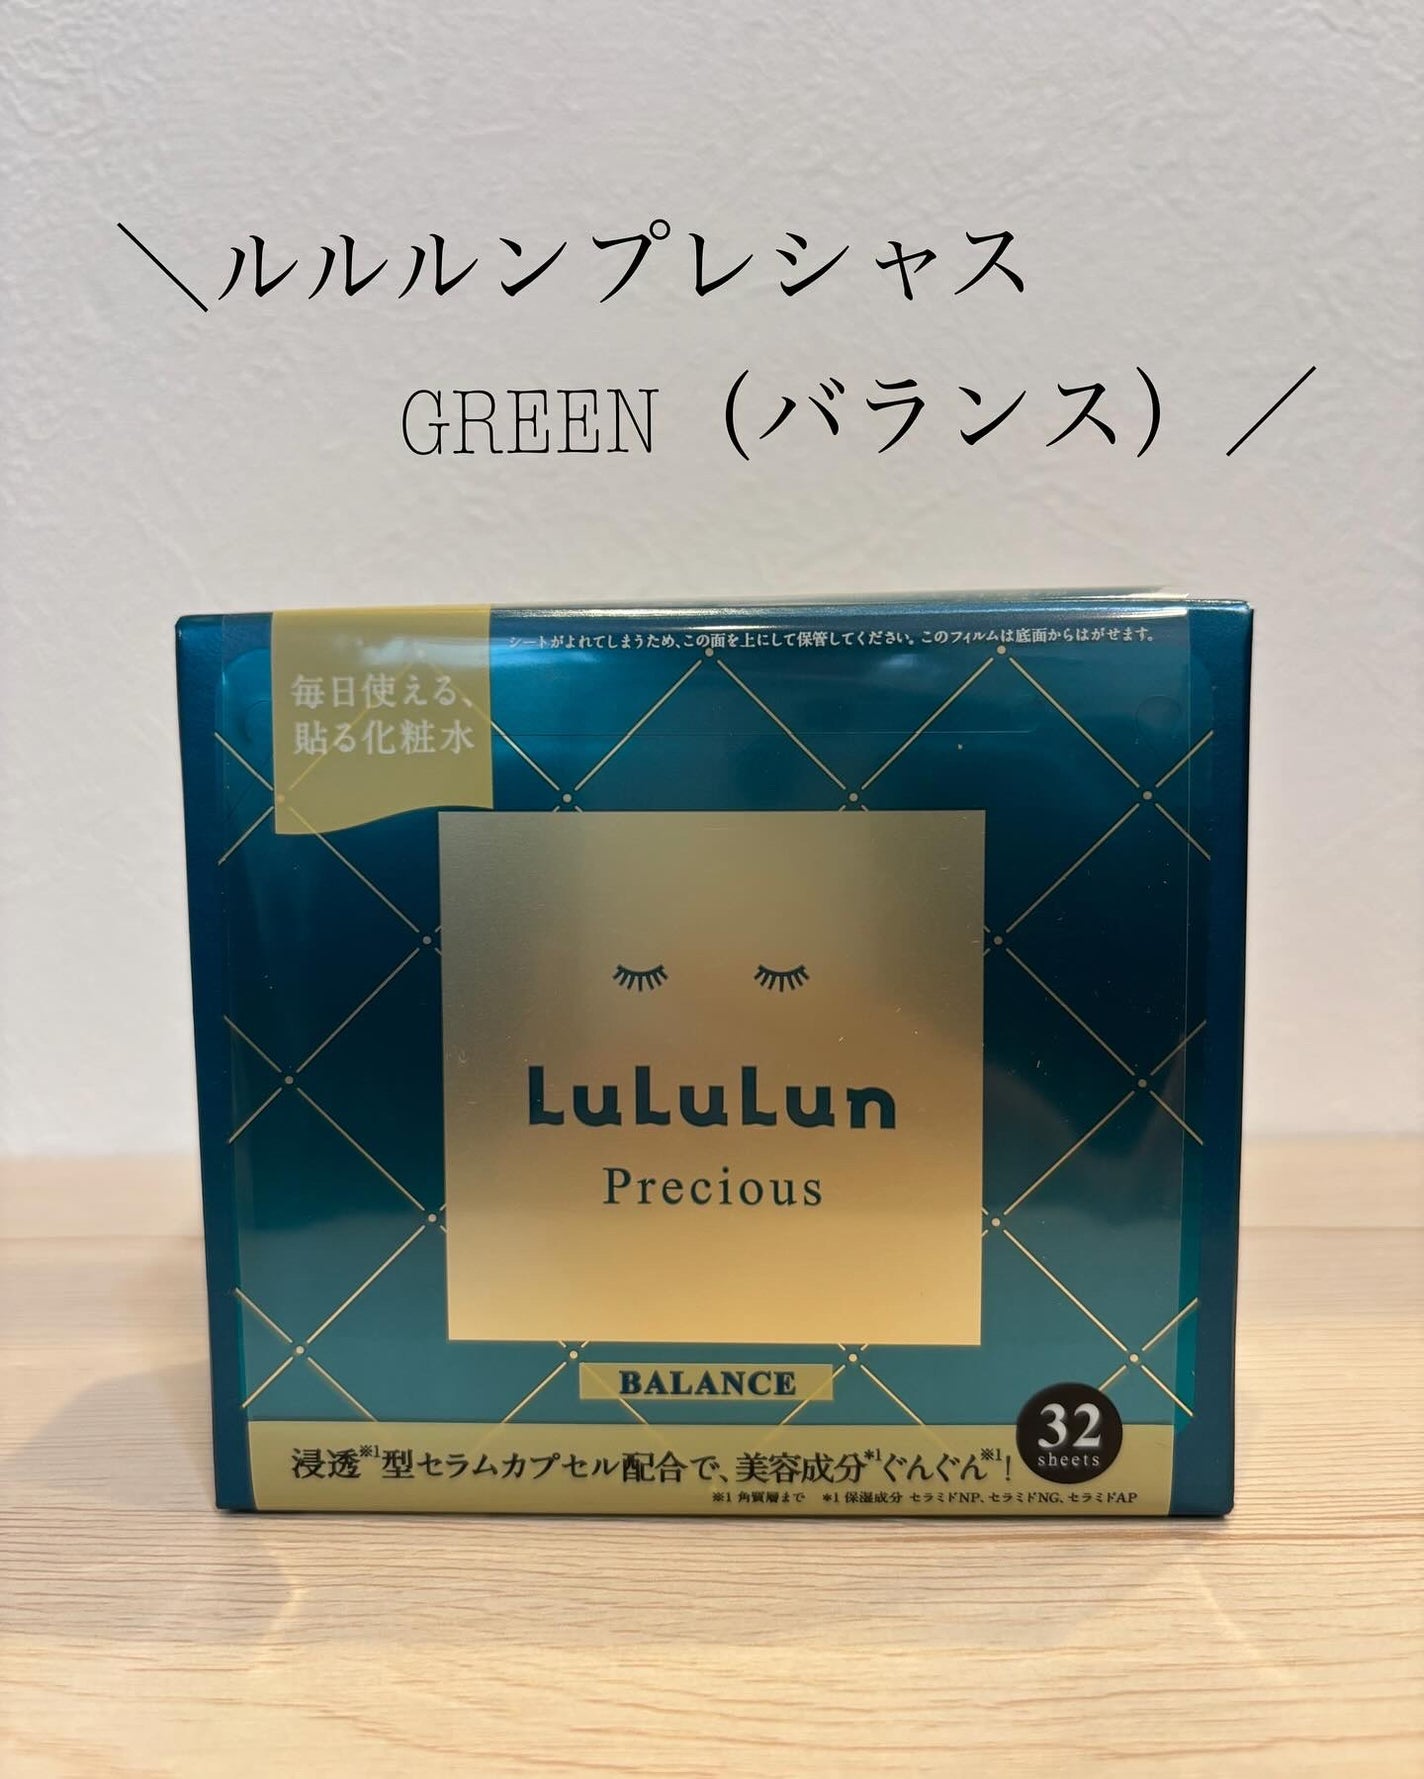 ＼ルルルンプレシャス
GREEN（バランス）／
シートがよれてしまうため、この面を上にして保管してください。このフィルムは底面からはがせます。
毎日使える、
貼る化粧水
LuLuLun
Precious
BALANCE
32
sheets
浸透※1型セラムカプセル配合で、美容成分*1ぐんぐん※1!
※1 角質層まで *1 保湿成分 セラミドNP、セラミドNG、セラミドAP